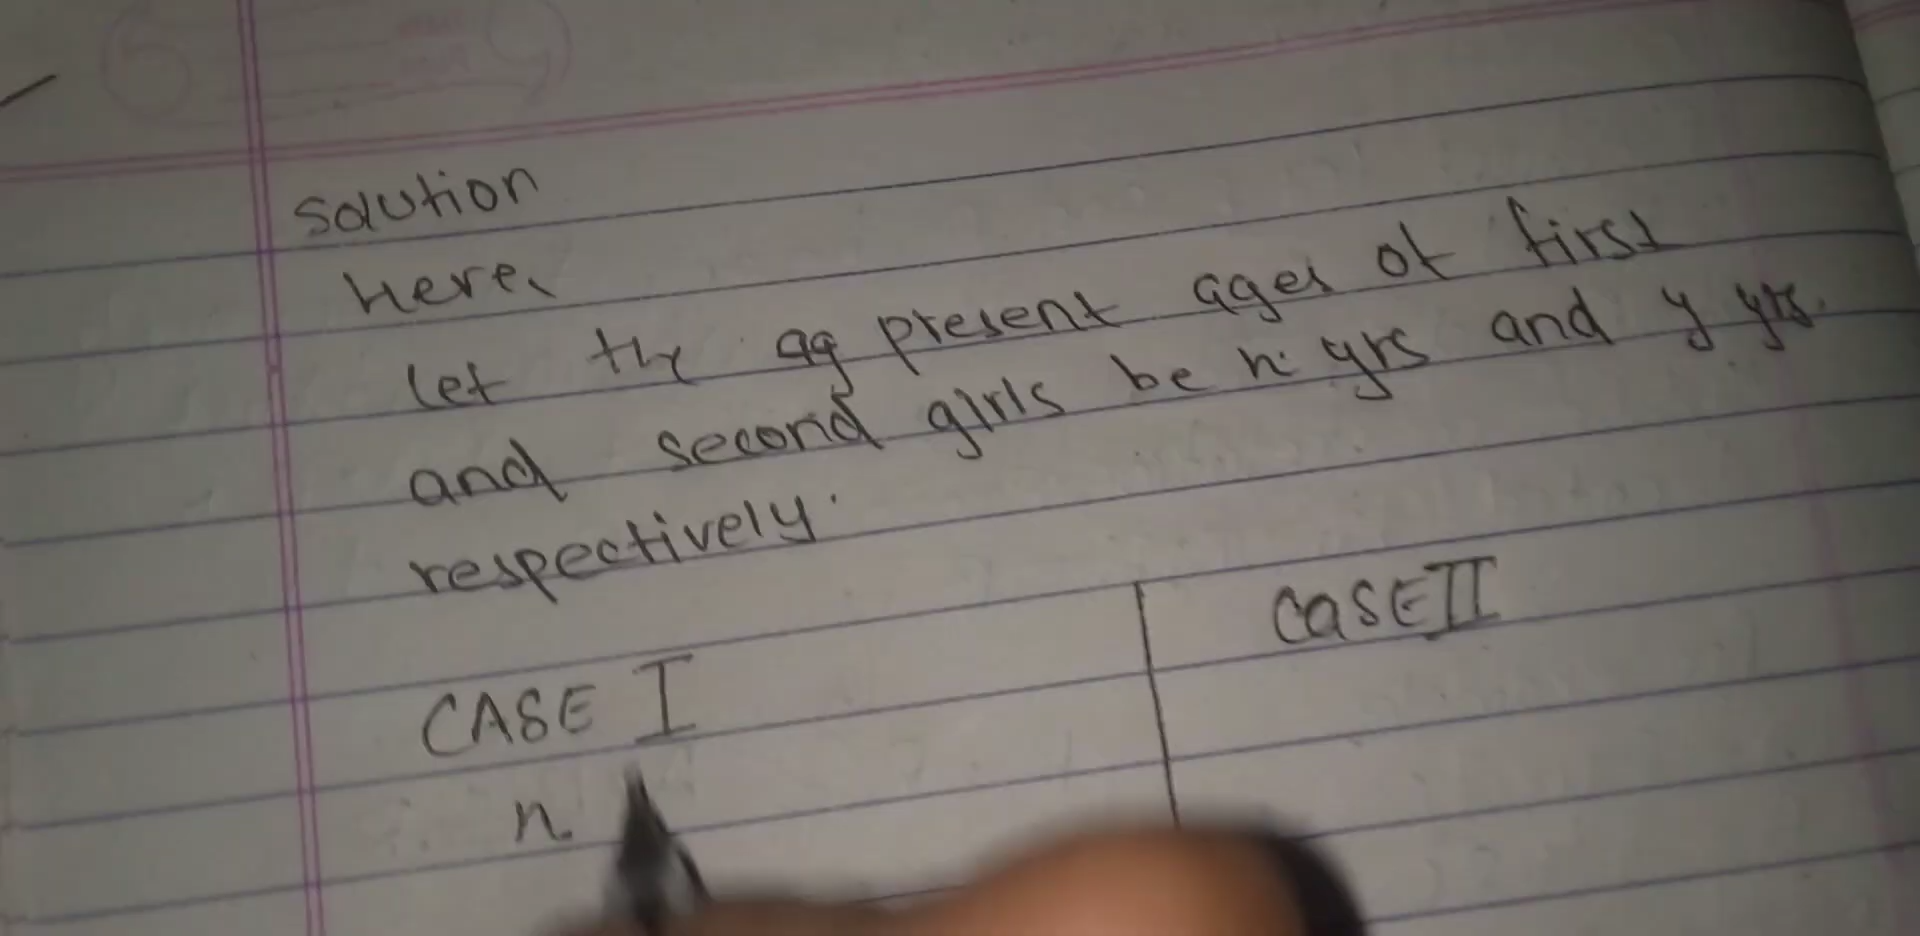 Solution
here,
Let the ag present ages of first
and second girls be n yrs and y yrs.
respectively.
CASE I
CASE II
n